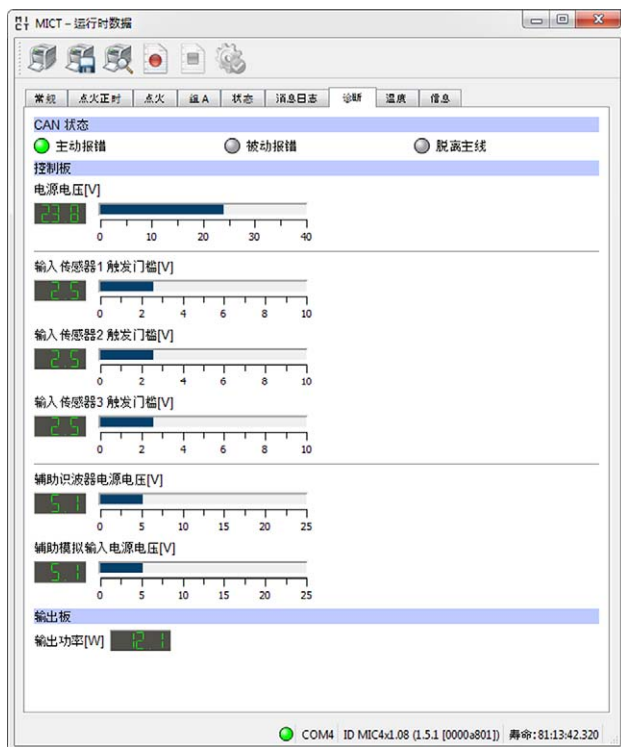 MICT – 运行时数据
常规 点火正时 点火 组 A 状态 消息日志 诊断 温度 信息
CAN 状态
主动报错 被动报错 脱离主线
控制板
电源电压[V]
23.8
0 10 20 30 40
输入传感器1 触发门槛[V]
2.5
0 2 4 6 8 10
输入传感器2 触发门槛[V]
2.5
0 2 4 6 8 10
输入传感器3 触发门槛[V]
2.5
0 2 4 6 8 10
辅助识波器电源电压[V]
5.1
0 5 10 15 20 25
辅助模拟输入电源电压[V]
5.1
0 5 10 15 20 25
输出板
输出功率[W] 12.1
COM4 ID MIC4x1.08 (1.5.1 [0000a801]) 寿命:81:13:42.320